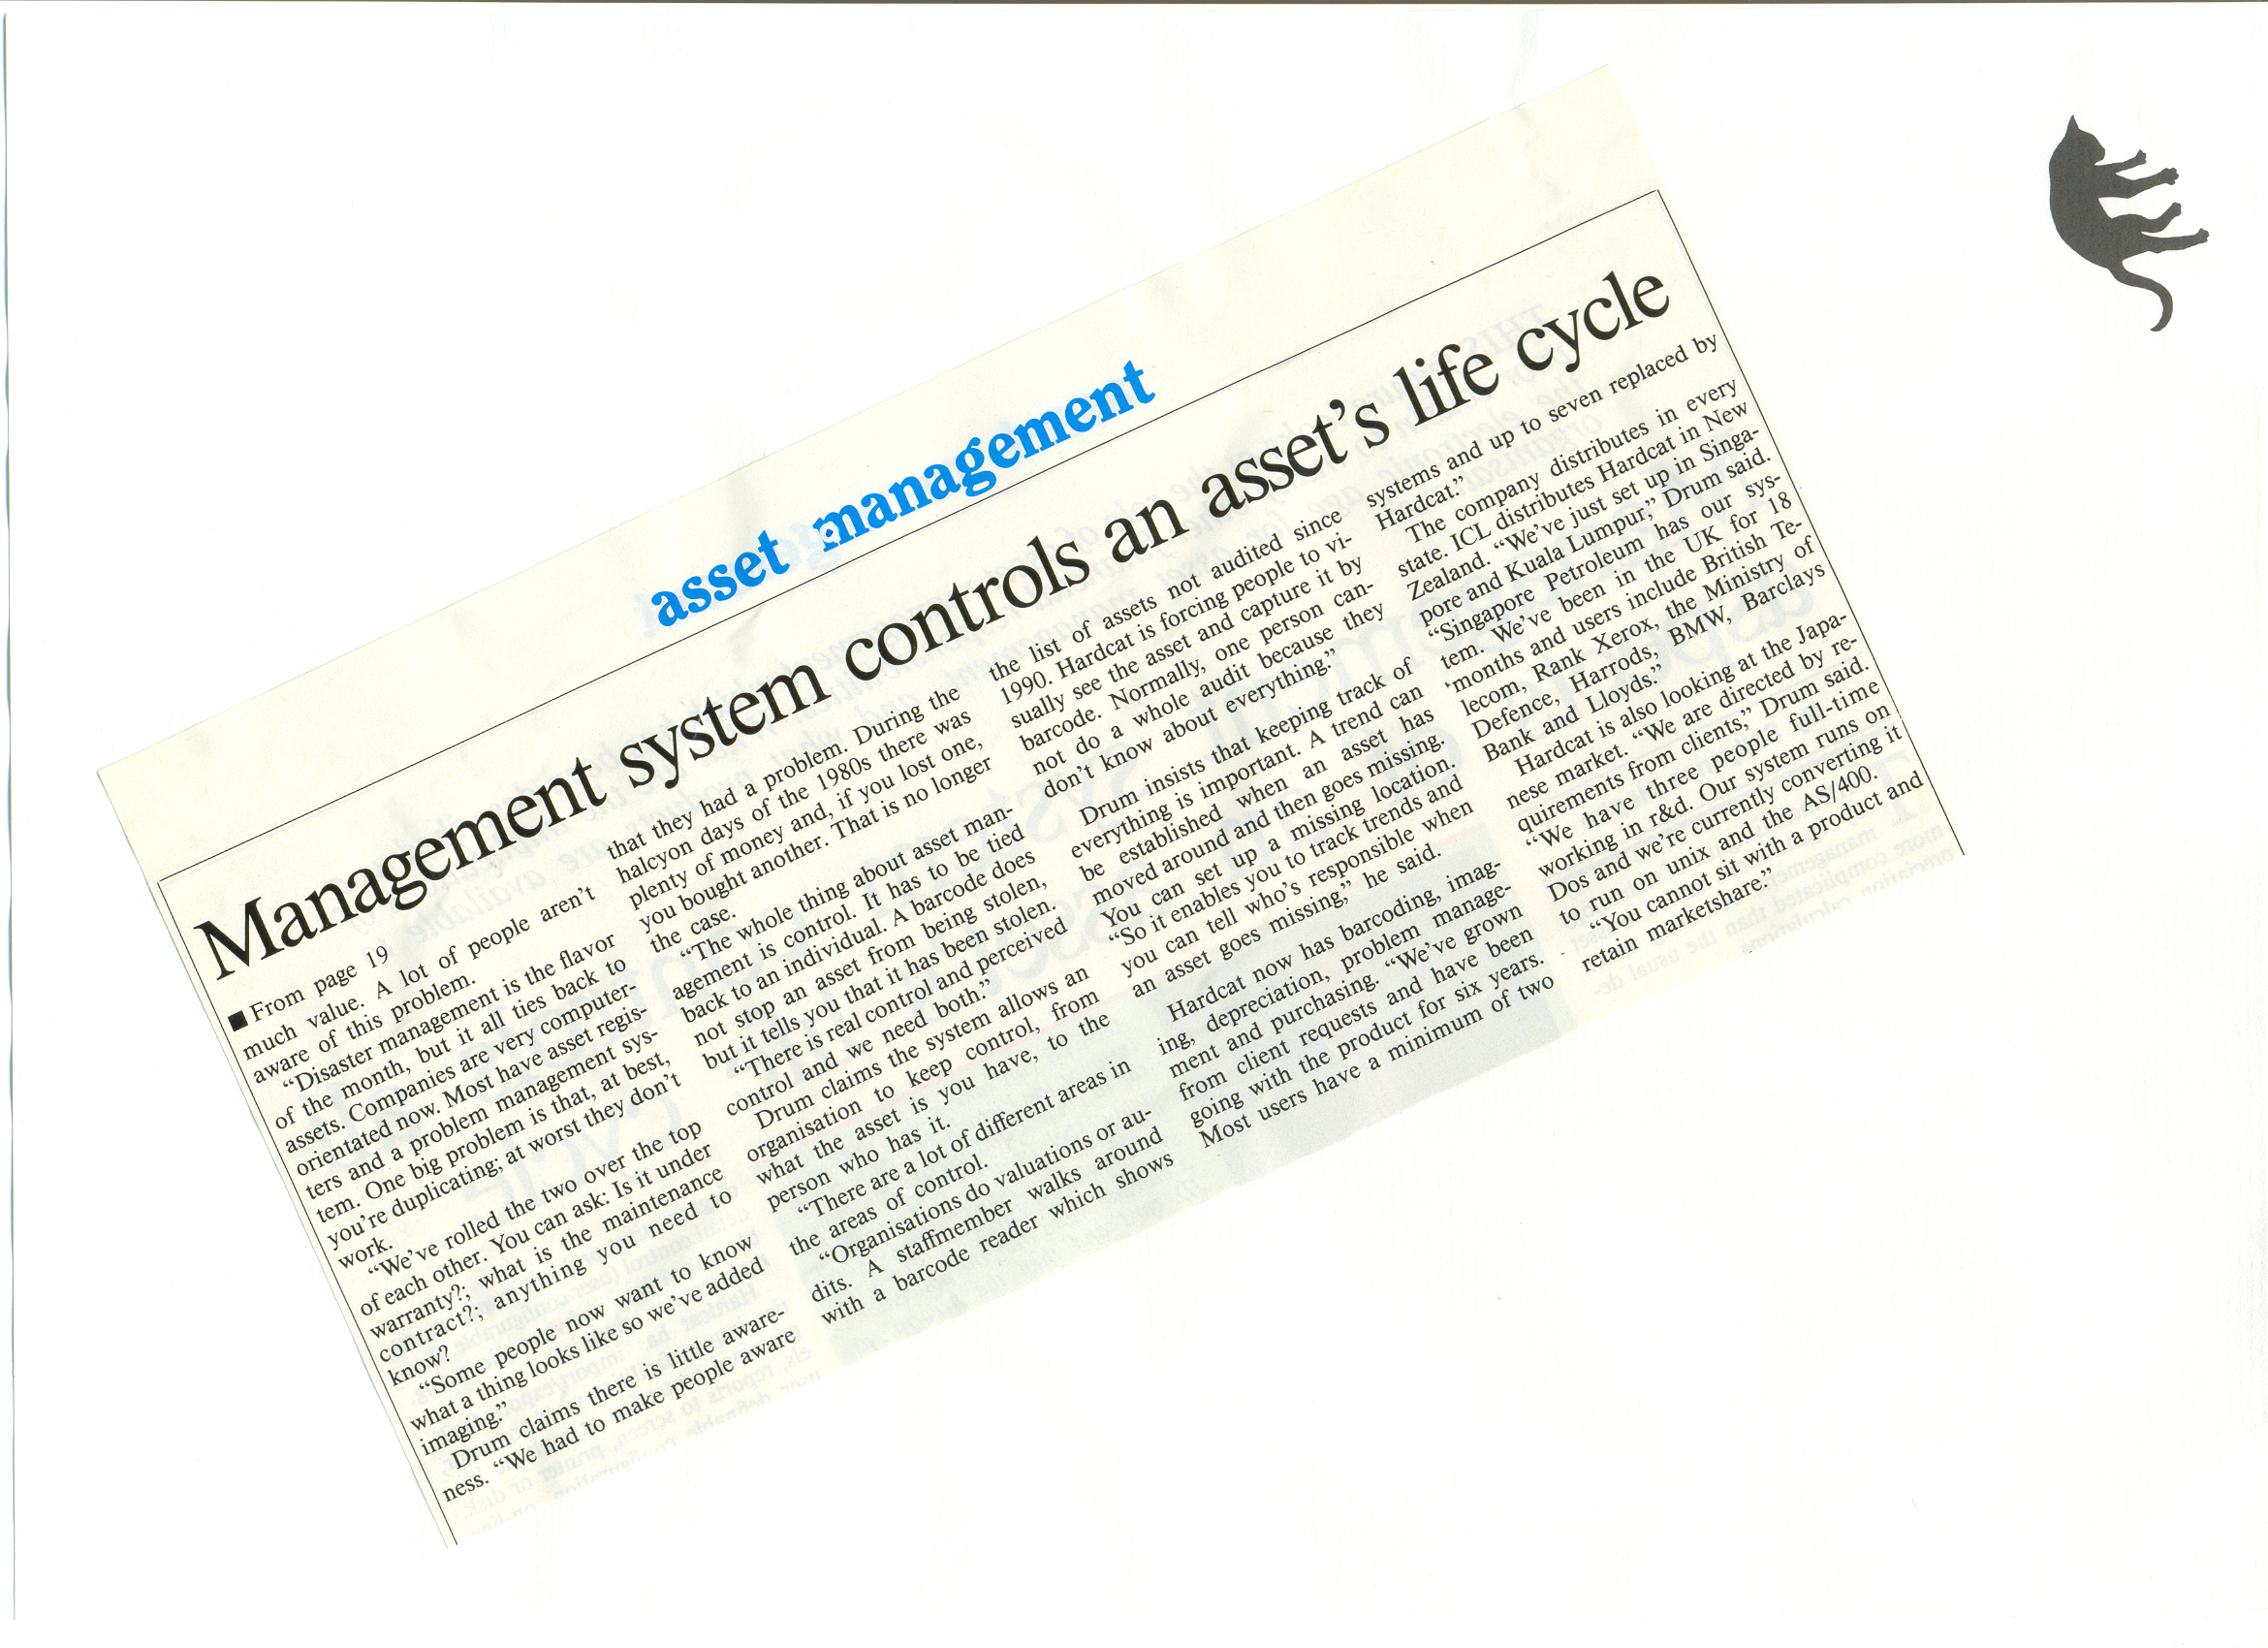 asset management
Management system controls an asset's life cycle
■ From page 19
much value. A lot of people aren't
aware of this problem.
“Disaster management is the flavor
of the month, but it all ties back to
assets. Companies are very computer-
orientated now. Most have asset regis-
ters and a problem management sys-
tem. One big problem is that, at best,
you're duplicating; at worst they don't
work.
“We've rolled the two over the top
of each other. You can ask: Is it under
warranty?; what is the maintenance
contract?; anything you need to
know?
“Some people now want to know
what a thing looks like so we've added
imaging.”
Drum claims there is little aware-
ness. “We had to make people aware
that they had a problem. During the
halcyon days of the 1980s there was
plenty of money and, if you lost one,
you bought another. That is no longer
the case.
“The whole thing about asset man-
agement is control. It has to be tied
back to an individual. A barcode does
not stop an asset from being stolen,
but it tells you that it has been stolen.
“There is real control and perceived
control and we need both.”
Drum claims the system allows an
organisation to keep control, from
what the asset is you have, to the
person who has it.
“There are a lot of different areas in
the areas of control.
“Organisations do valuations or au-
dits. A staffmember walks around
with a barcode reader which shows
the list of assets not audited since
1990. Hardcat is forcing people to vi-
sually see the asset and capture it by
barcode. Normally, one person can-
not do a whole audit because they
don't know about everything.”
Drum insists that keeping track of
everything is important. A trend can
be established when an asset has
moved around and then goes missing.
You can set up a missing location.
“So it enables you to track trends and
you can tell who's responsible when
an asset goes missing,” he said.
Hardcat now has barcoding, imag-
ing, depreciation, problem manage-
ment and purchasing. “We've grown
from client requests and have been
going with the product for six years.
Most users have a minimum of two
systems and up to seven replaced by
Hardcat.”
The company distributes in every
state. ICL distributes Hardcat in New
Zealand. “We've just set up in Singa-
pore and Kuala Lumpur,” Drum said.
“Singapore Petroleum has our sys-
tem. We've been in the UK for 18
months and users include British Te-
lecom, Rank Xerox, the Ministry of
Defence, Harrods, BMW, Barclays
Bank and Lloyds.”
Hardcat is also looking at the Japa-
nese market. “We are directed by re-
quirements from clients,” Drum said.
“We have three people full-time
working in r&d. Our system runs on
Dos and we're currently converting it
to run on unix and the AS/400.
“You cannot sit with a product and
retain marketshare.”